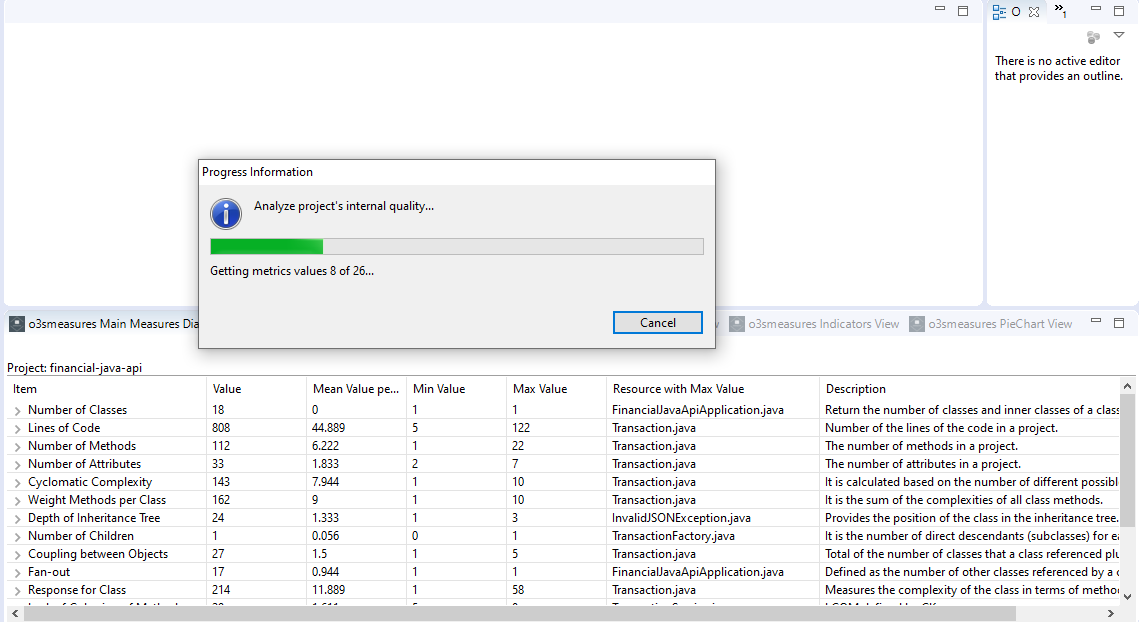 O
»1
There is no active editor
that provides an outline.
Progress Information
Analyze project's internal quality...
Getting metrics values 8 of 26...
Cancel
o3smeasures Main Measures Dia
o3smeasures Indicators View
o3smeasures PieChart View
Project: financial-java-api
Item Value Mean Value pe... Min Value Max Value Resource with Max Value Description
Number of Classes 18 0 1 1 FinancialJavaApiApplication.java Return the number of classes and inner classes of a class
Lines of Code 808 44.889 5 122 Transaction.java Number of the lines of the code in a project.
Number of Methods 112 6.222 1 22 Transaction.java The number of methods in a project.
Number of Attributes 33 1.833 2 7 Transaction.java The number of attributes in a project.
Cyclomatic Complexity 143 7.944 1 10 Transaction.java It is calculated based on the number of different possibl
Weight Methods per Class 162 9 1 10 Transaction.java It is the sum of the complexities of all class methods.
Depth of Inheritance Tree 24 1.333 1 3 InvalidJSONException.java Provides the position of the class in the inheritance tree.
Number of Children 1 0.056 0 1 TransactionFactory.java It is the number of direct descendants (subclasses) for ea
Coupling between Objects 27 1.5 1 5 Transaction.java Total of the number of classes that a class referenced plu
Fan-out 17 0.944 1 1 FinancialJavaApiApplication.java Defined as the number of other classes referenced by a c
Response for Class 214 11.889 1 58 Transaction.java Measures the complexity of the class in terms of metho